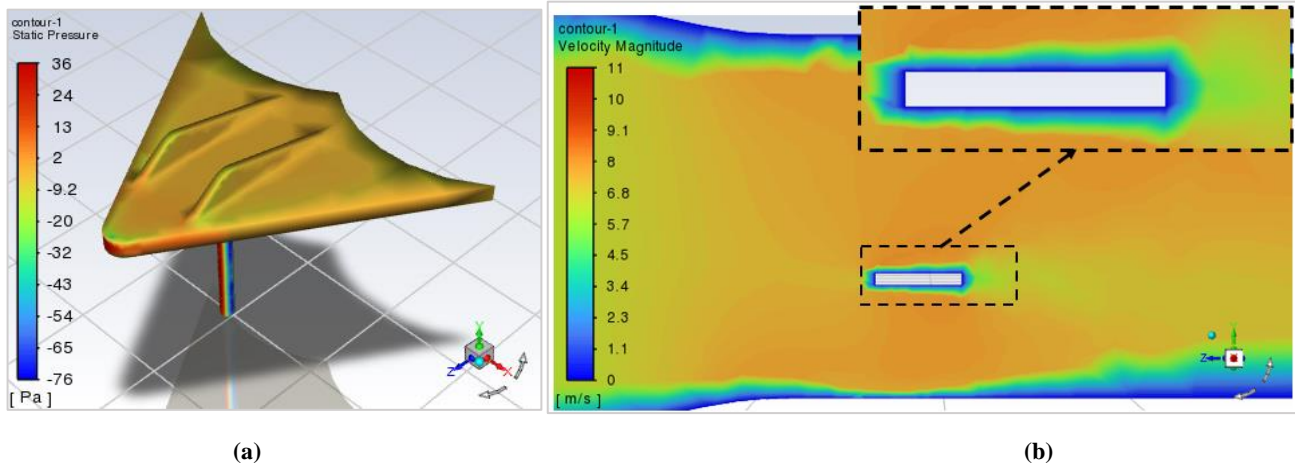 contour-1
Static Pressure
36
24
13
2
-9.2
-20
-32
-43
-54
-65
-76
[ Pa ]
Y
Z
X
contour-1
Velocity Magnitude
11
10
9.1
8
6.8
5.7
4.5
3.4
2.3
1.1
0
[ m/s ]
Y
Z
(a)
(b)